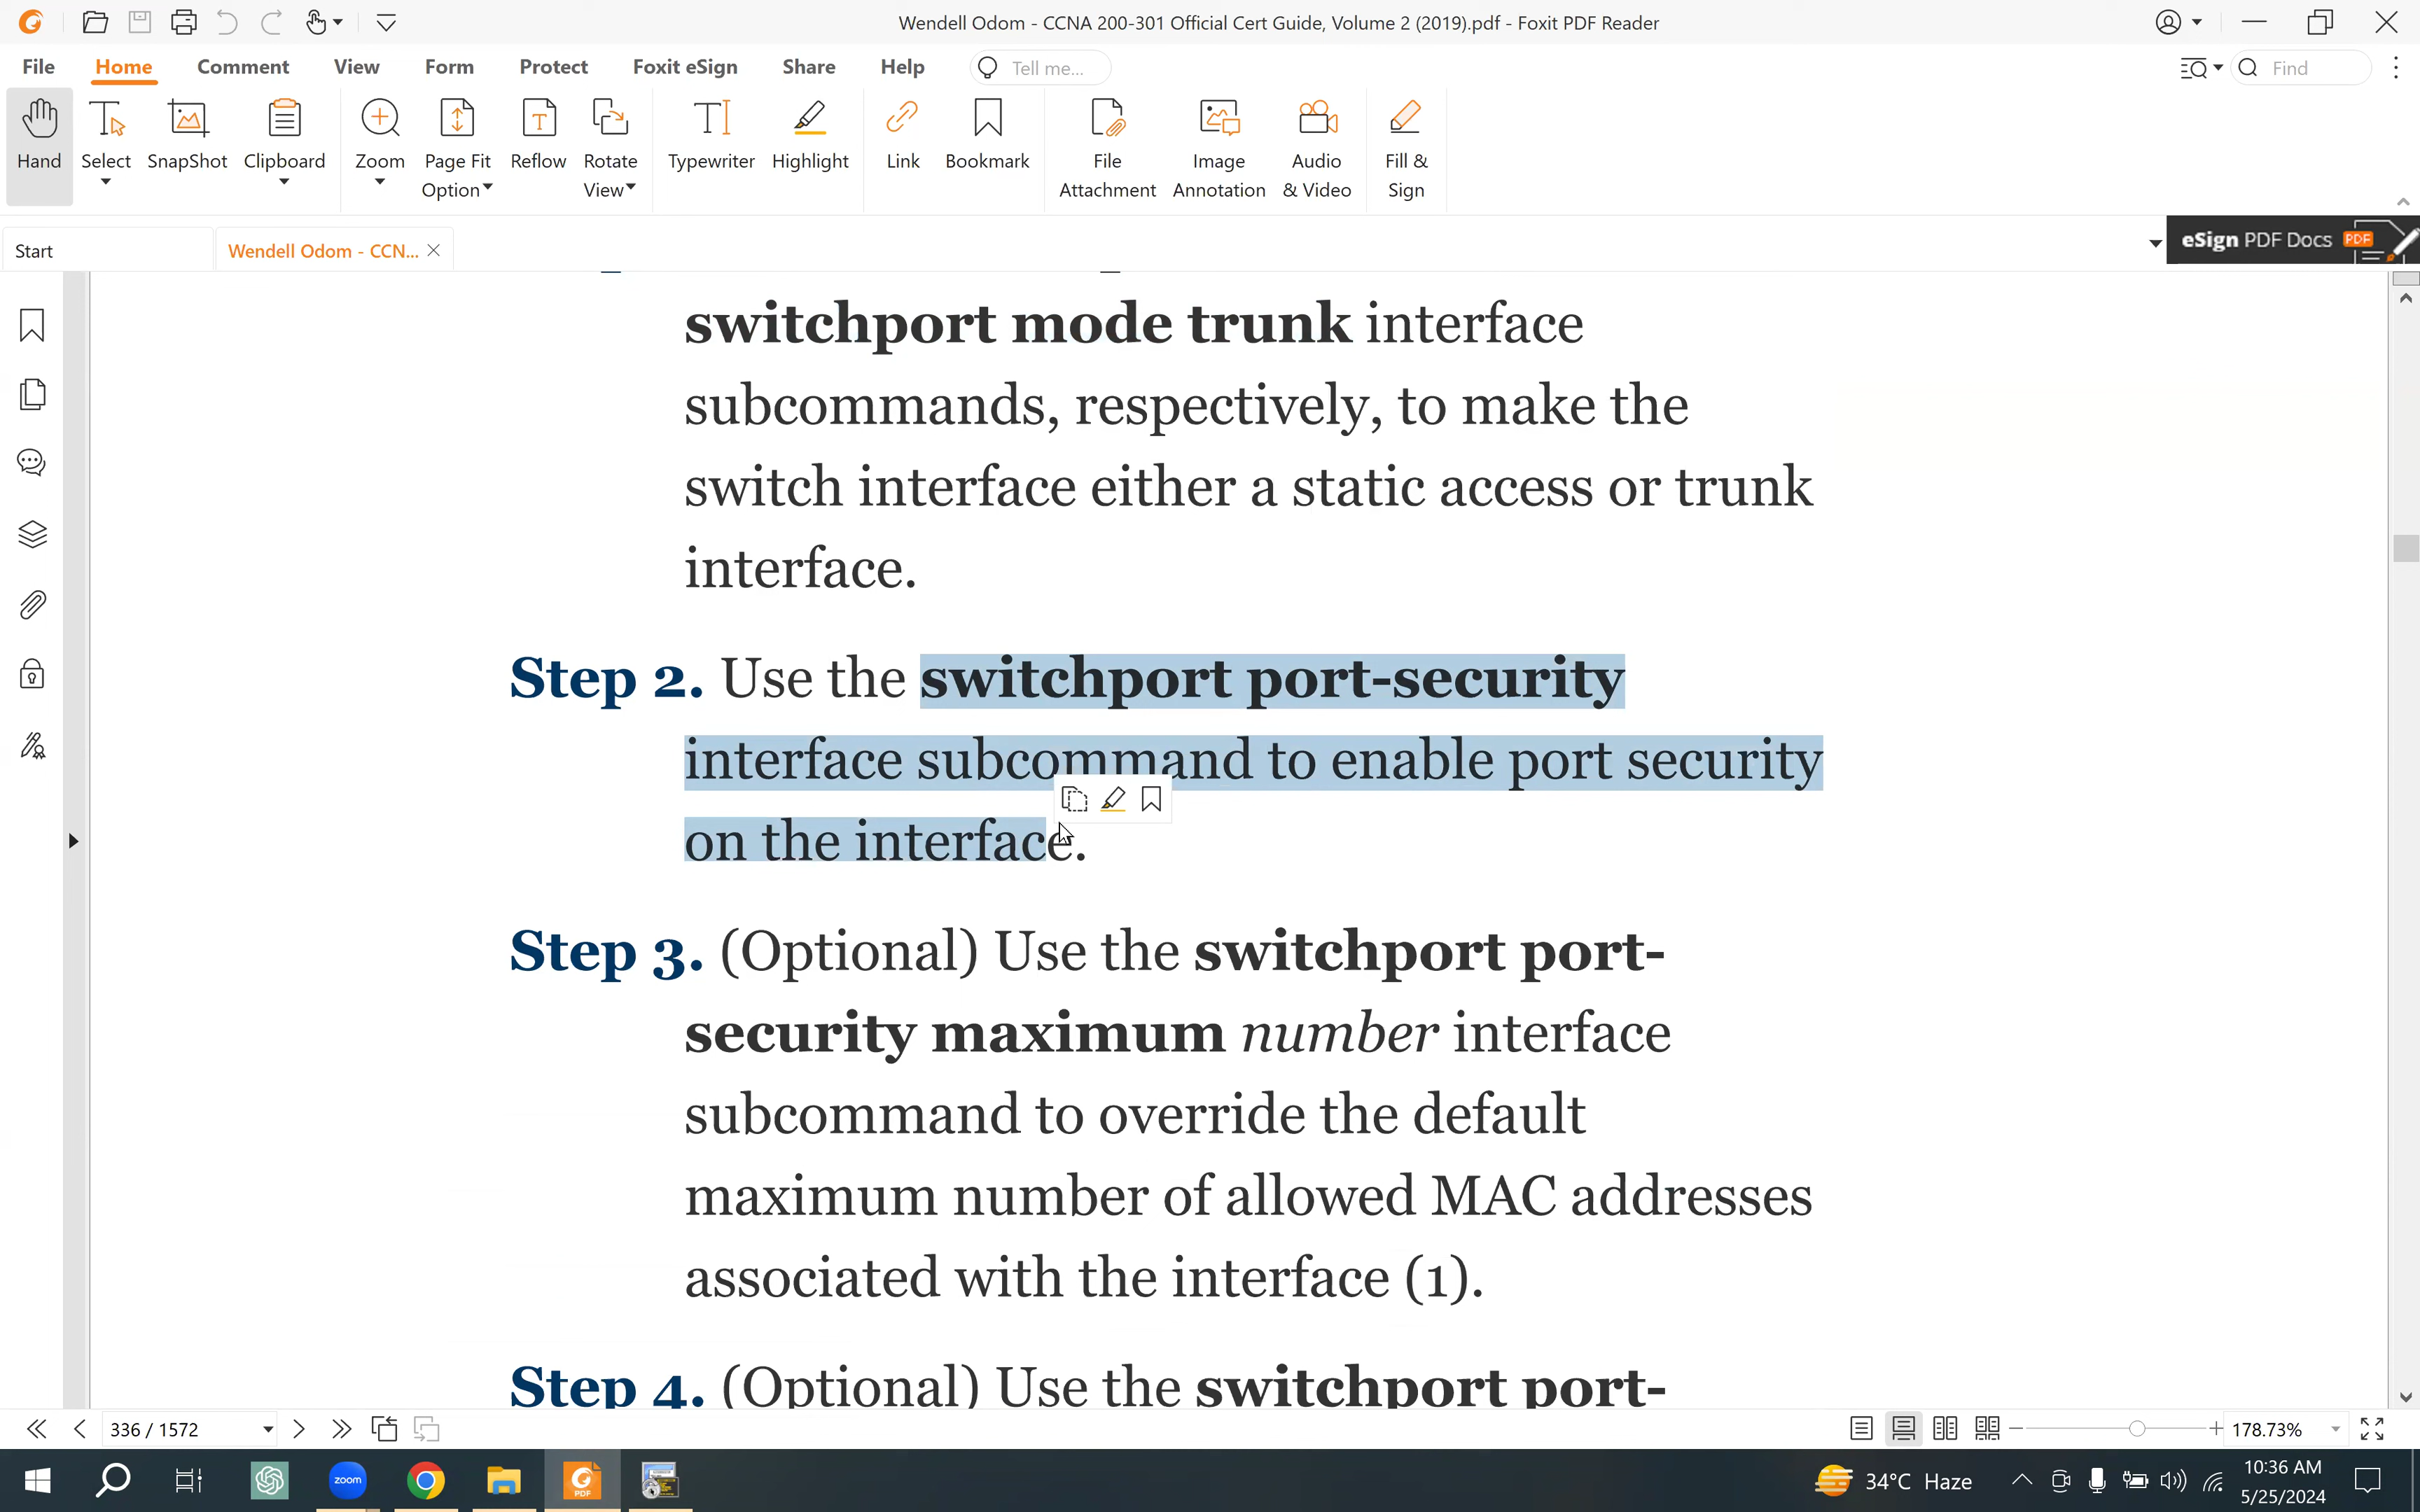 Wendell Odom - CCNA 200-301 Official Cert Guide, Volume 2 (2019).pdf - Foxit PDF Reader
File Home Comment View Form Protect Foxit eSign Share Help Tell me... Find
Hand Select SnapShot Clipboard Zoom Page Fit Option Reflow Rotate View Typewriter Highlight Link Bookmark File Attachment Image Annotation Audio & Video Fill & Sign
Start Wendell Odom - CCN... eSign PDF Docs PDF
switchport mode trunk interface
subcommands, respectively, to make the
switch interface either a static access or trunk
interface.
Step 2. Use the switchport port-security
interface subcommand to enable port security
on the interface.
Step 3. (Optional) Use the switchport port-
security maximum number interface
subcommand to override the default
maximum number of allowed MAC addresses
associated with the interface (1).
Step 4. (Optional) Use the switchport port-
336 / 1572 178.73%
zoom PDF 34°C Haze 10:36 AM
5/25/2024